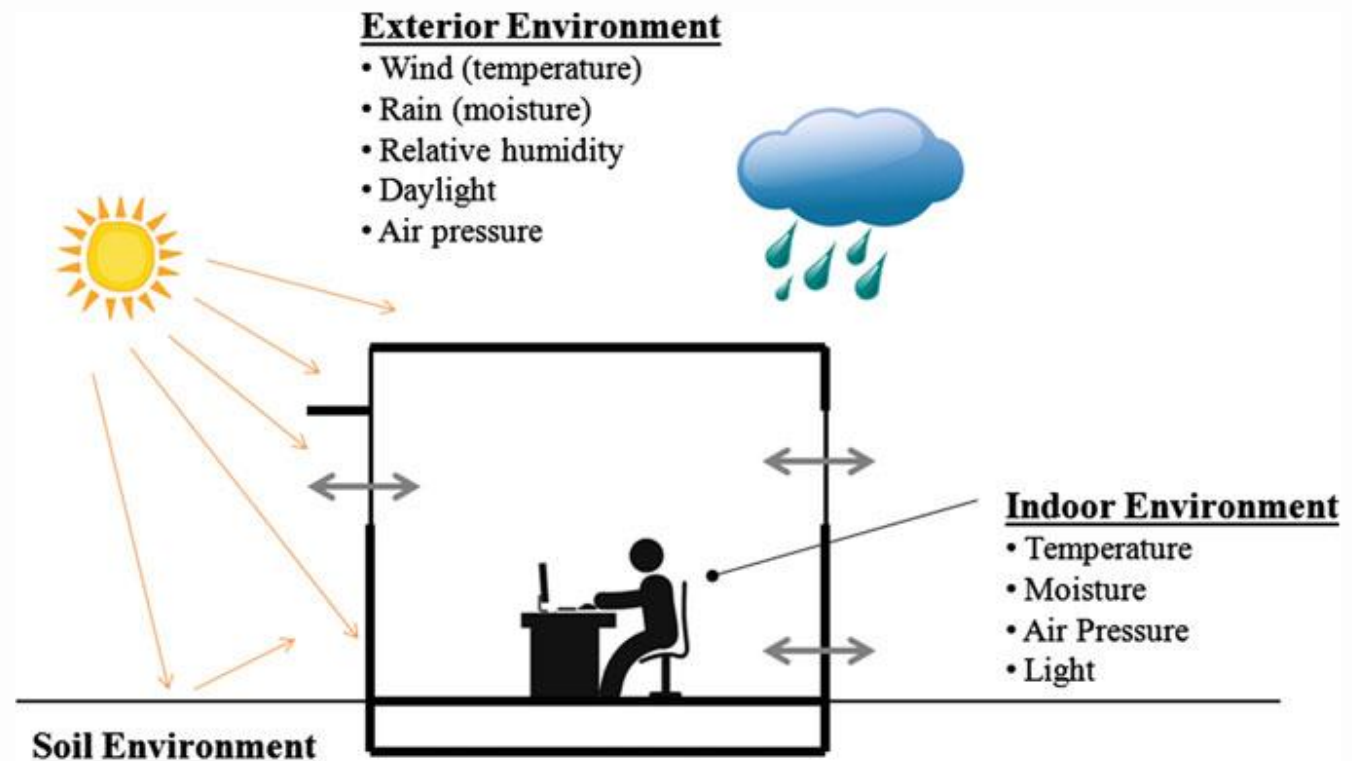 Exterior Environment
• Wind (temperature)
• Rain (moisture)
• Relative humidity
• Daylight
• Air pressure
Indoor Environment
• Temperature
• Moisture
• Air Pressure
• Light
Soil Environment